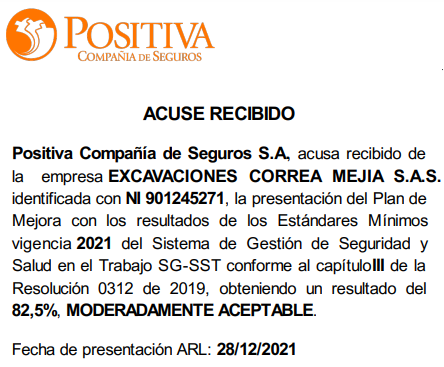 POSITIVA
COMPAÑÍA DE SEGUROS
ACUSE RECIBIDO
Positiva Compañía de Seguros S.A, acusa recibido de
la empresa EXCAVACIONES CORREA MEJIA S.A.S.
identificada con NI 901245271, la presentación del Plan de
Mejora con los resultados de los Estándares Mínimos
vigencia 2021 del Sistema de Gestión de Seguridad y
Salud en el Trabajo SG-SST conforme al capítuloIII de la
Resolución 0312 de 2019, obteniendo un resultado del
82,5%, MODERADAMENTE ACEPTABLE.
Fecha de presentación ARL: 28/12/2021